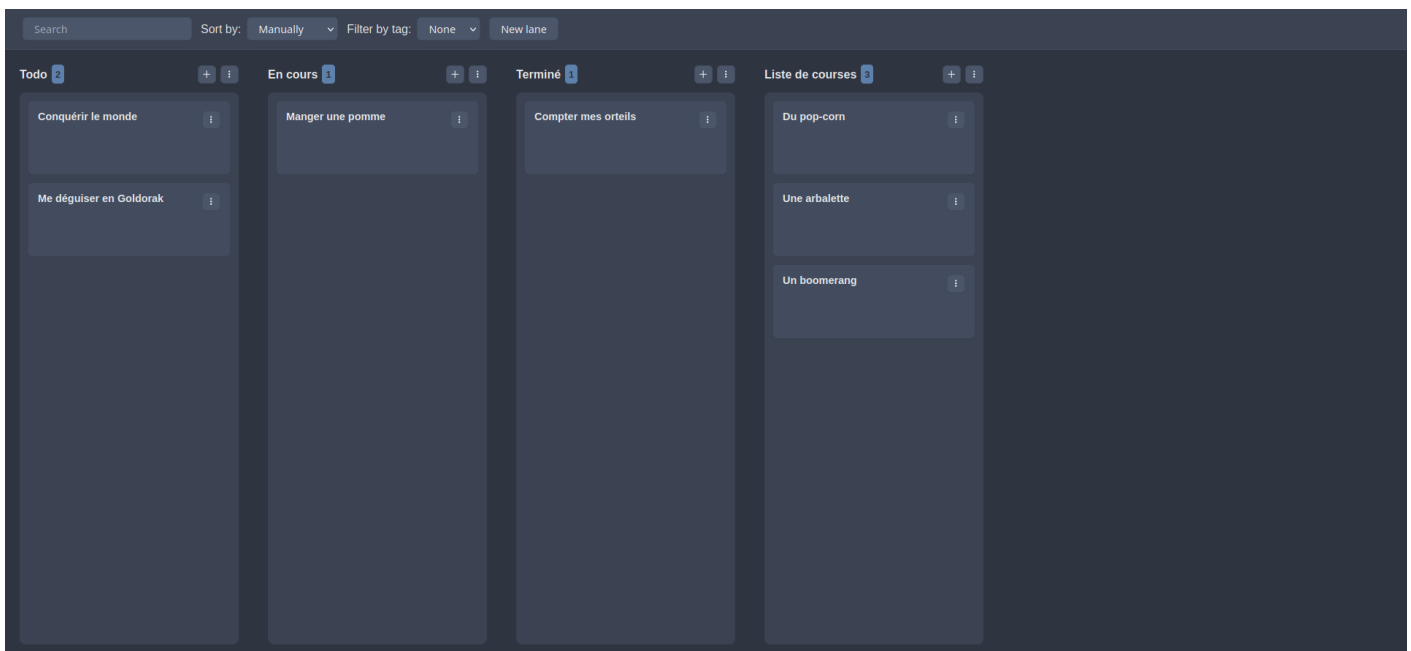 Search Sort by: Manually Filter by tag: None New lane
Todo 2
Conquérir le monde
Me déguiser en Goldorak
En cours 1
Manger une pomme
Terminé 1
Compter mes orteils
Liste de courses 3
Du pop-corn
Une arbalette
Un boomerang